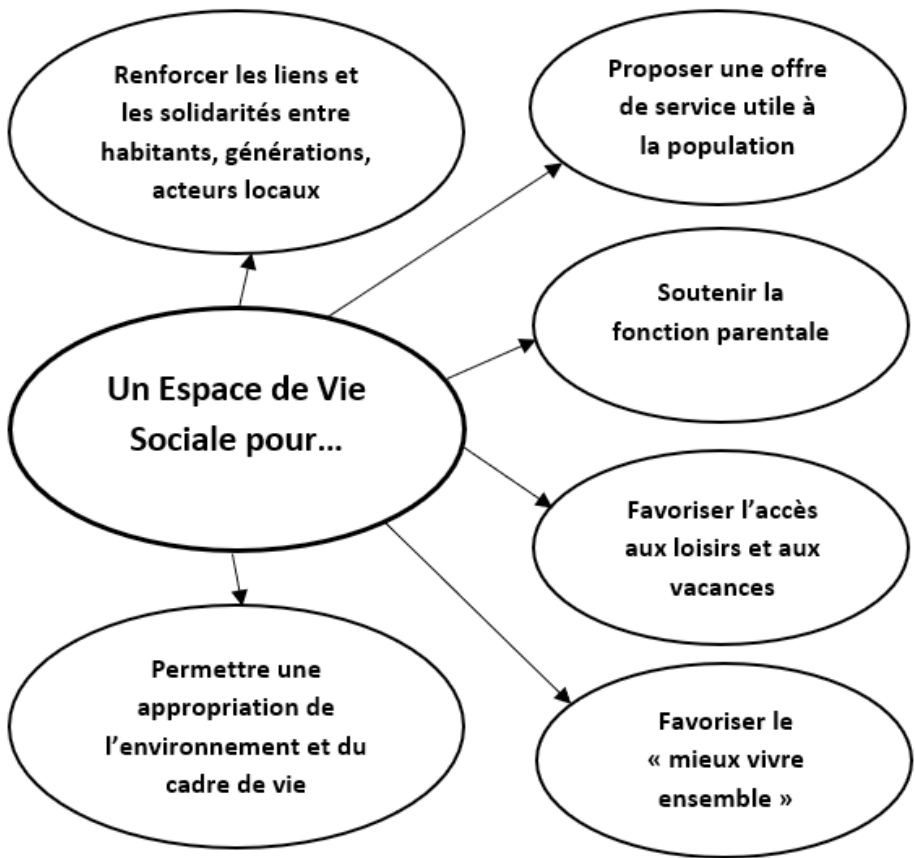 Renforcer les liens et
les solidarités entre
habitants, générations,
acteurs locaux
Proposer une offre
de service utile à
la population
Soutenir la
fonction parentale
Un Espace de Vie
Sociale pour...
Favoriser l’accès
aux loisirs et aux
vacances
Permettre une
appropriation de
l’environnement et du
cadre de vie
Favoriser le
« mieux vivre
ensemble »